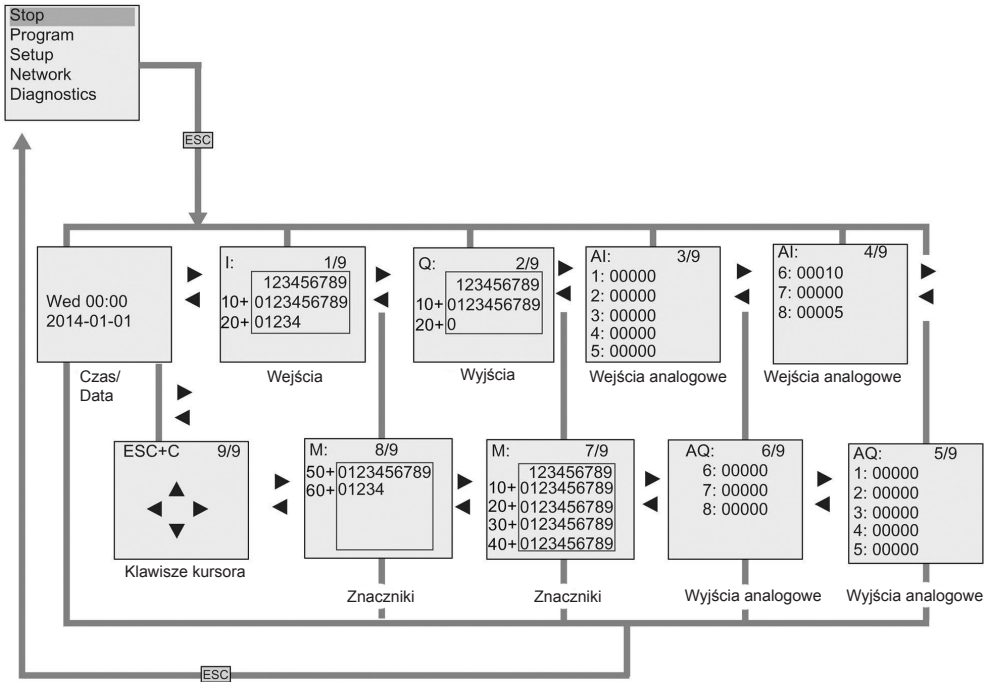 Stop
Program
Setup
Network
Diagnostics
ESC
Wed 00:00
2014-01-01
Czas/
Data
I: 1/9
123456789
10+0123456789
20+01234
Wejścia
Q: 2/9
123456789
10+0123456789
20+0
Wyjścia
AI: 3/9
1: 00000
2: 00000
3: 00000
4: 00000
5: 00000
Wejścia analogowe
AI: 4/9
6: 00010
7: 00000
8: 00005
Wejścia analogowe
ESC+C 9/9
Klawisze kursora
M: 8/9
50+0123456789
60+01234
Znaczniki
M: 7/9
123456789
10+0123456789
20+0123456789
30+0123456789
40+0123456789
Znaczniki
AQ: 6/9
6: 00000
7: 00000
8: 00000
Wyjścia analogowe
AQ: 5/9
1: 00000
2: 00000
3: 00000
4: 00000
5: 00000
Wyjścia analogowe
ESC